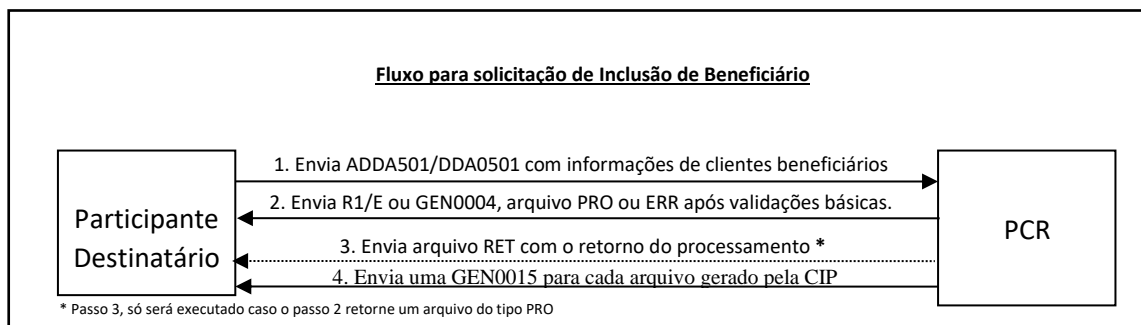 Fluxo para solicitação de Inclusão de Beneficiário
1. Envia ADDA501/DDA0501 com informações de clientes beneficiários
2. Envia R1/E ou GEN0004, arquivo PRO ou ERR após validações básicas.
Participante
Destinatário
PCR
3. Envia arquivo RET com o retorno do processamento *
4. Envia uma GEN0015 para cada arquivo gerado pela CIP
* Passo 3, só será executado caso o passo 2 retorne um arquivo do tipo PRO